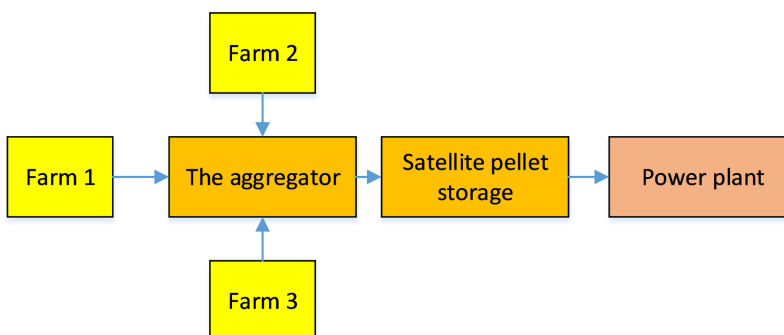 Farm 2
Farm 1
The aggregator
Satellite pellet
storage
Power plant
Farm 3